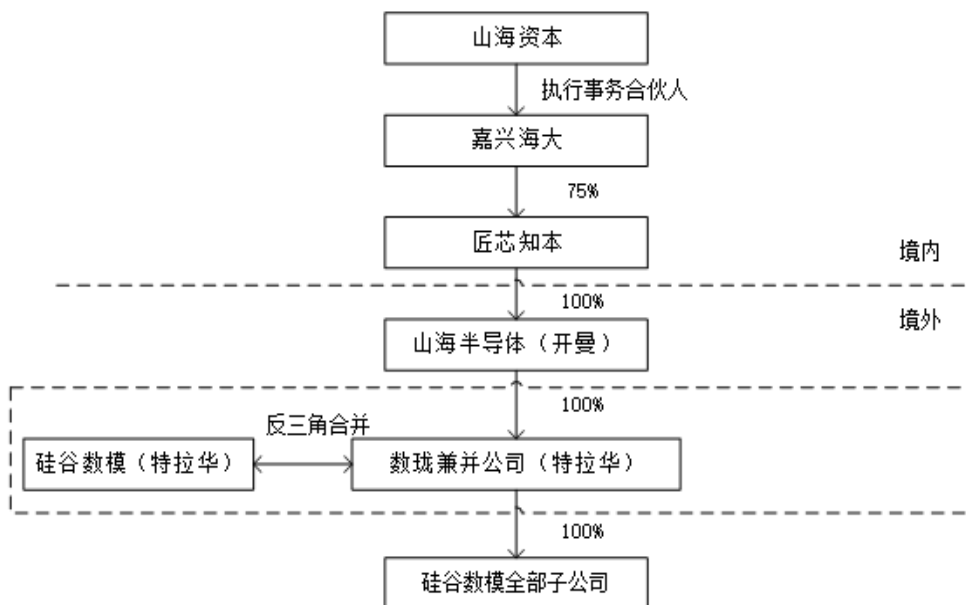 山海资本
执行事务合伙人
嘉兴海大
75%
匠芯知本
境内
100%
境外
山海半导体（开曼）
100%
反三角合并
硅谷数模（特拉华）
数珑兼并公司（特拉华）
100%
硅谷数模全部子公司